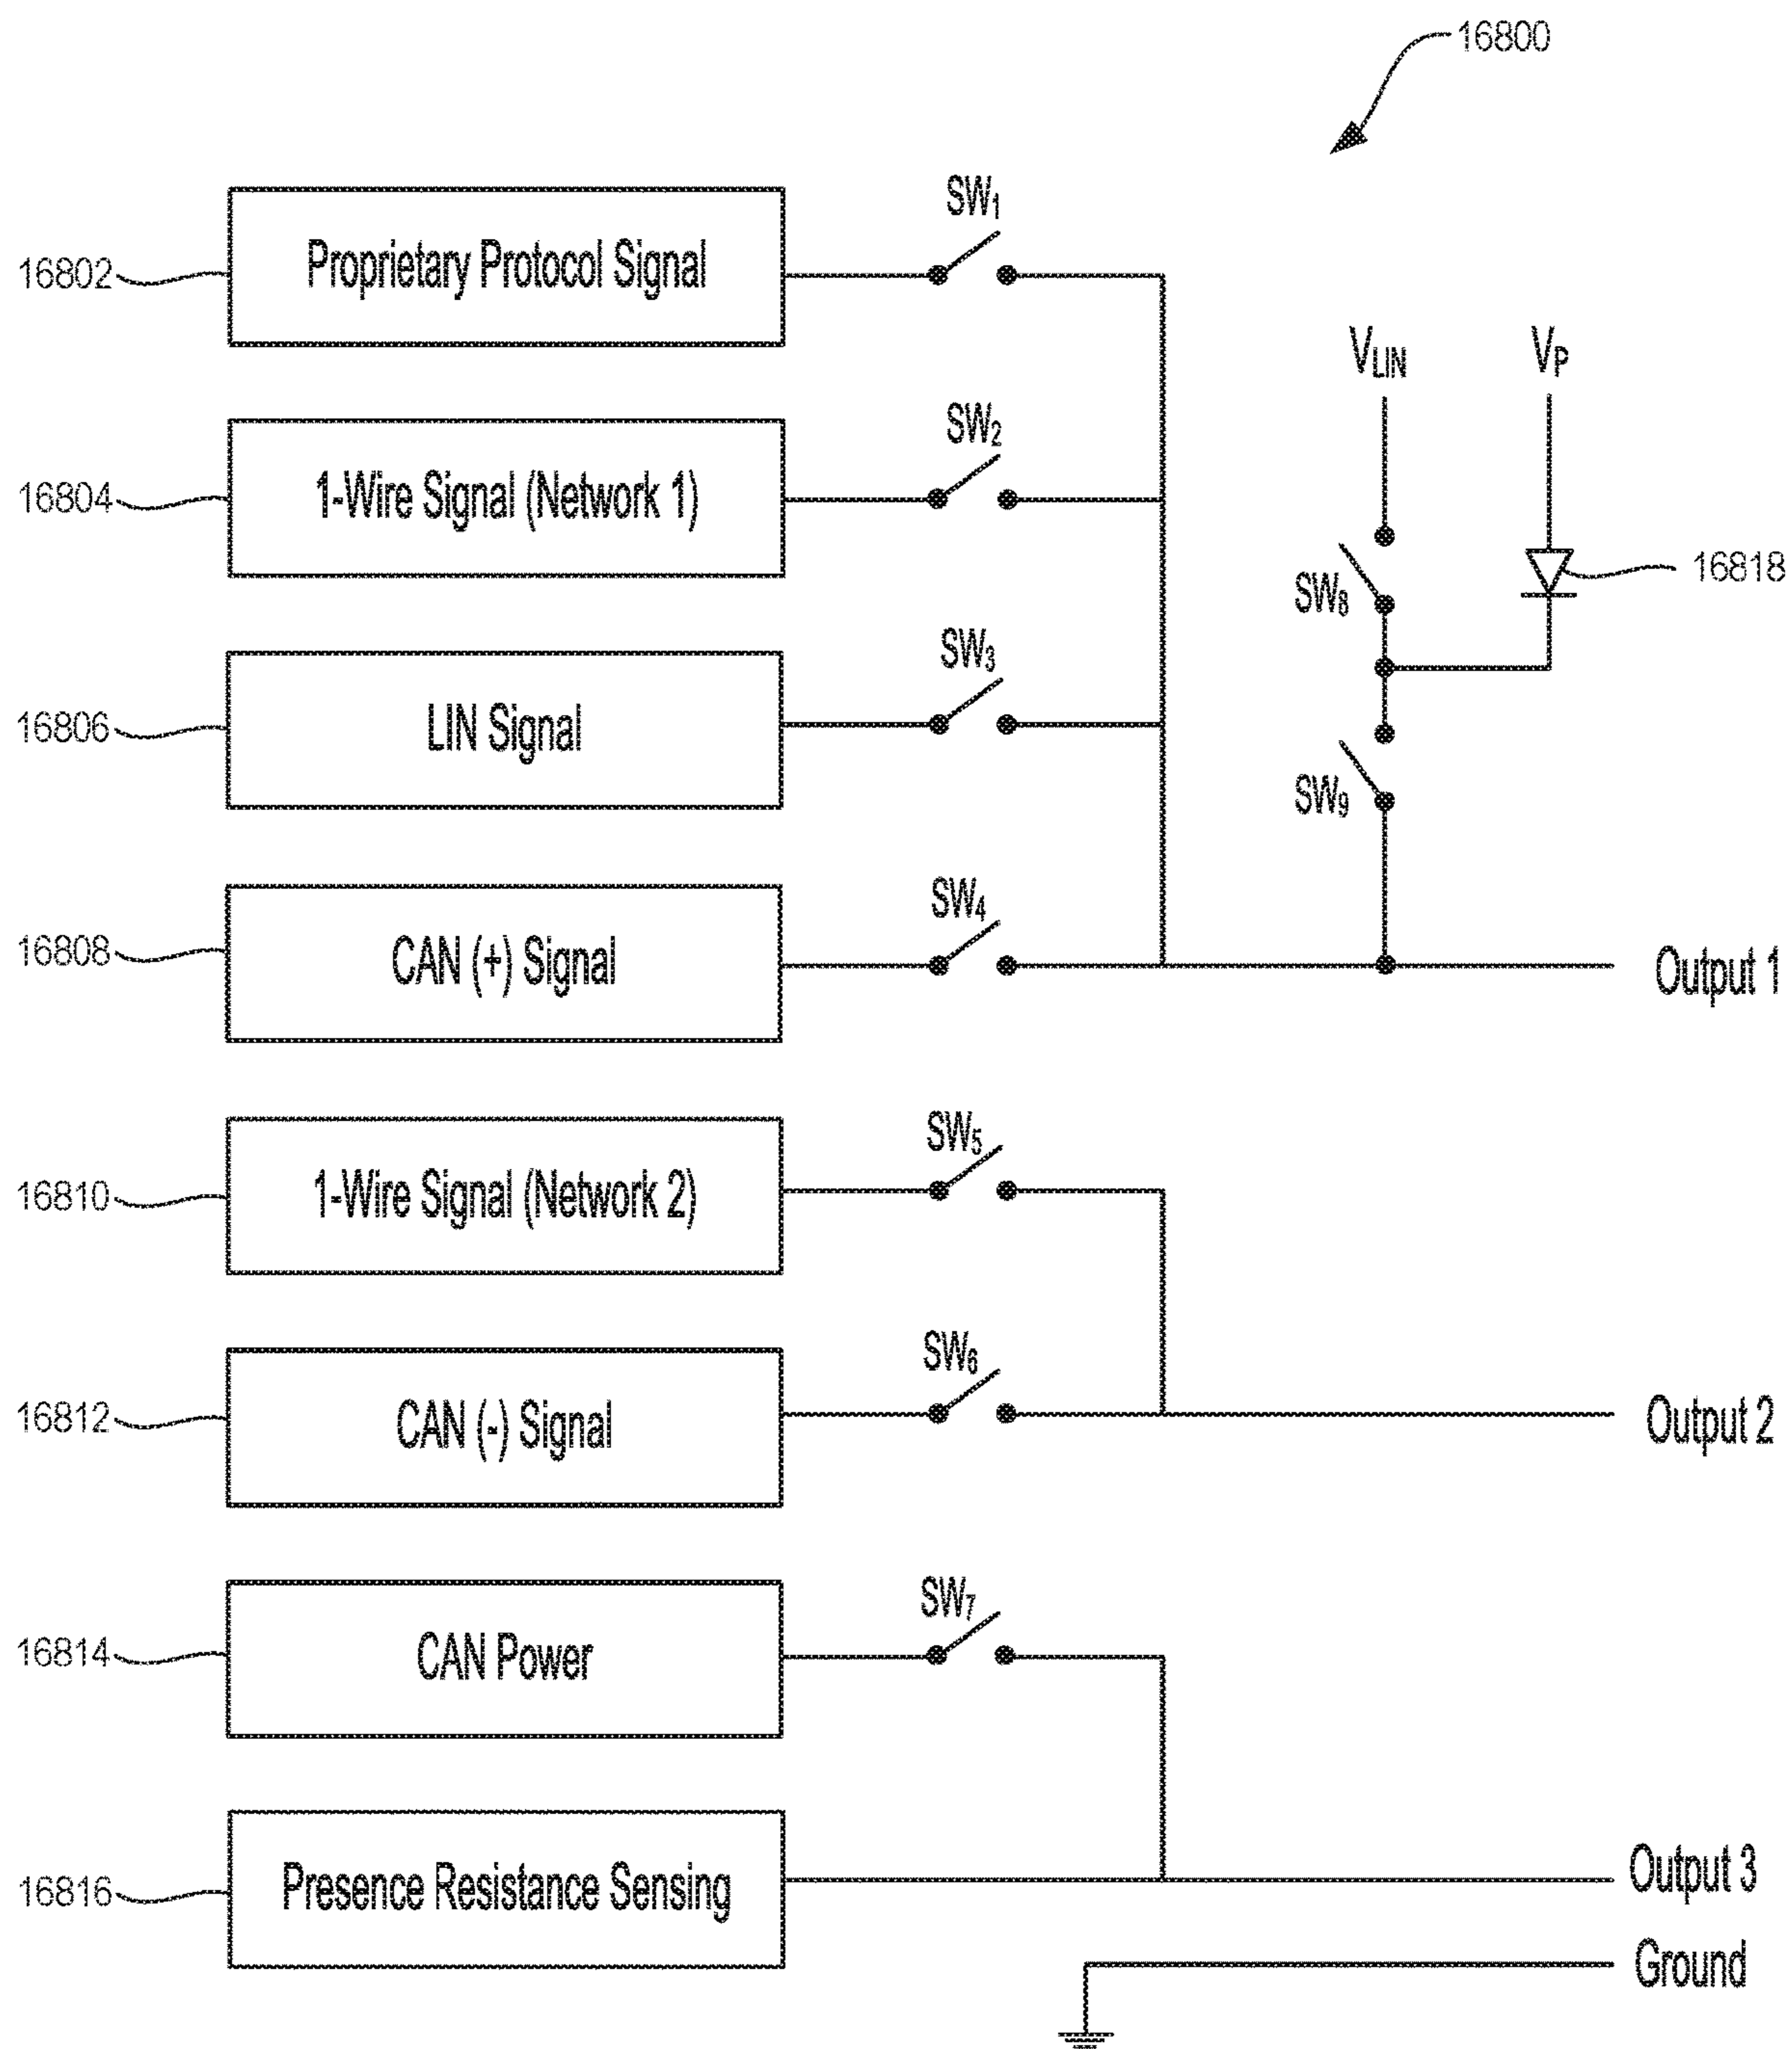 16800
SW1
16802
Proprietary Protocol Signal
VLIN
VP
SW2
16804
1-Wire Signal (Network 1)
SW8
16818
SW3
16806
LIN Signal
SW9
SW4
16808
CAN (+) Signal
Output 1
SW5
16810
1-Wire Signal (Network 2)
SW6
16812
CAN (-) Signal
Output 2
SW7
16814
CAN Power
16816
Presence Resistance Sensing
Output 3
Ground